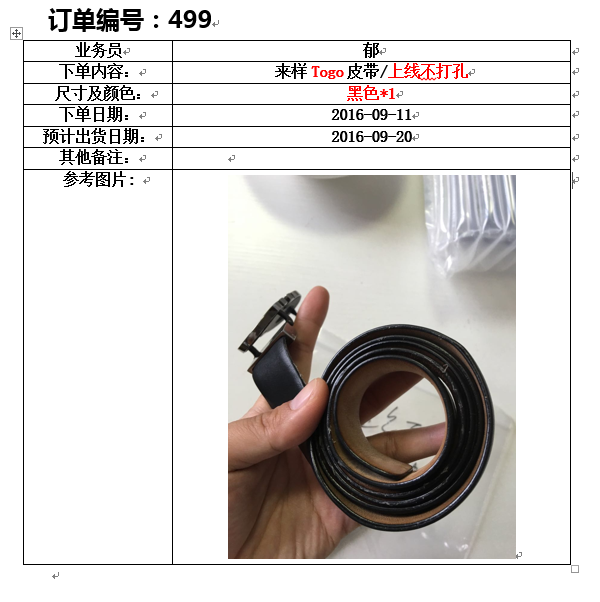 订单编号：499
业务员 郁
下单内容： 来样 Togo 皮带/上线不打孔
尺寸及颜色： 黑色*1
下单日期： 2016-09-11
预计出货日期： 2016-09-20
其他备注：
参考图片：